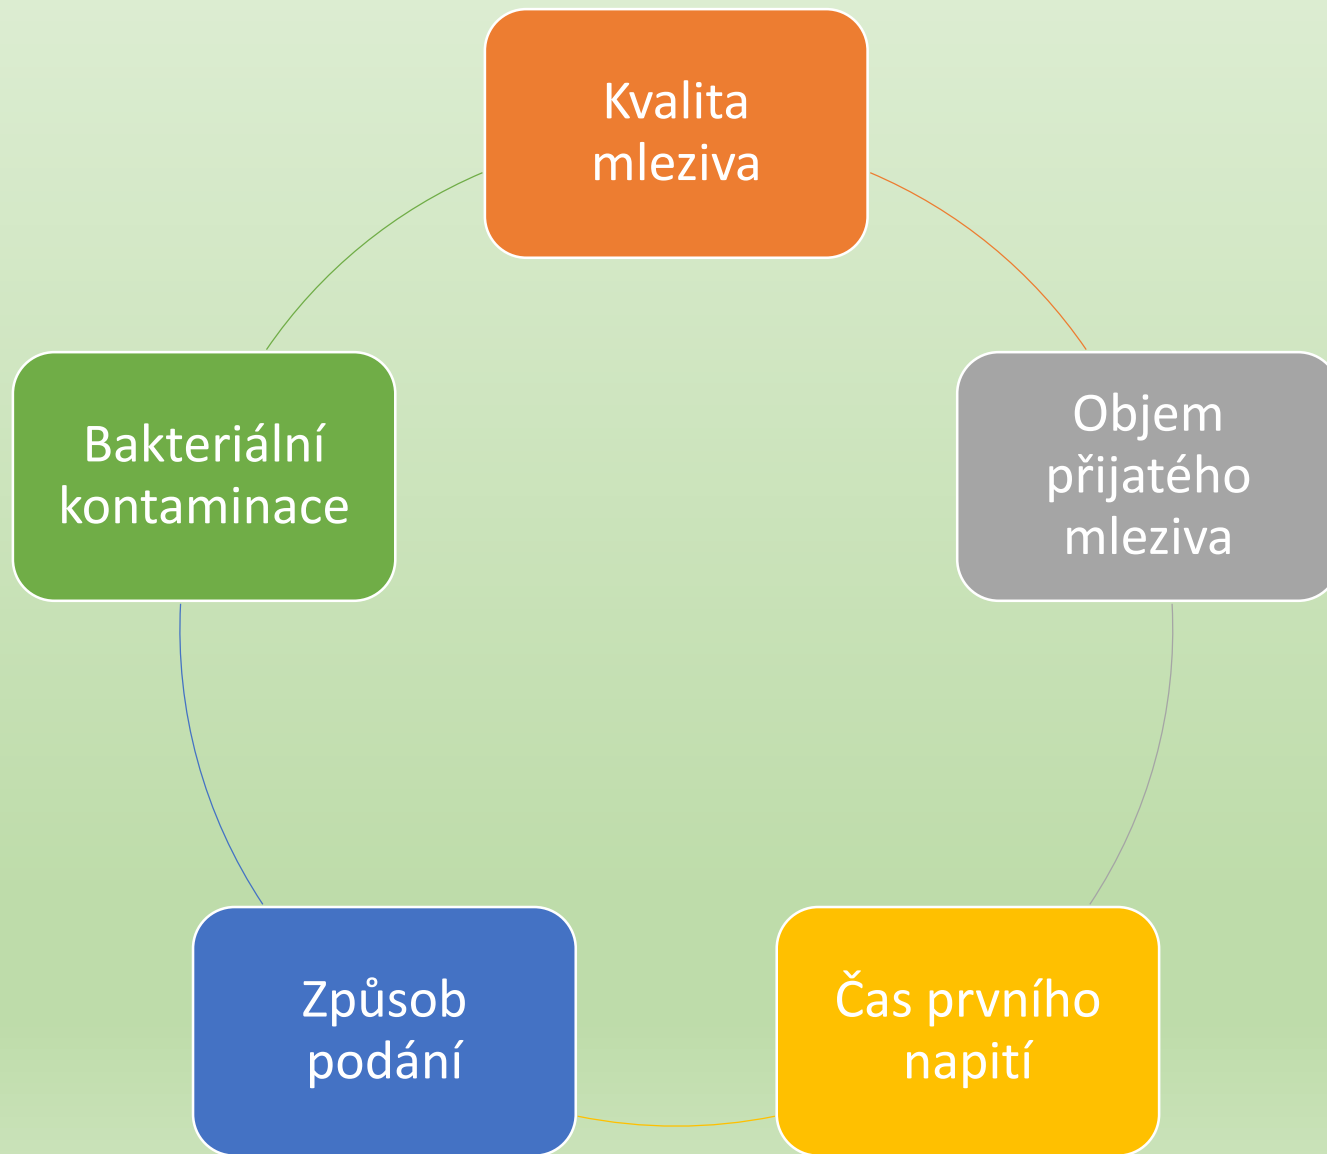 Kvalita
mleziva
Objem
přijatého
mleziva
Čas prvního
napití
Způsob
podání
Bakteriální
kontaminace